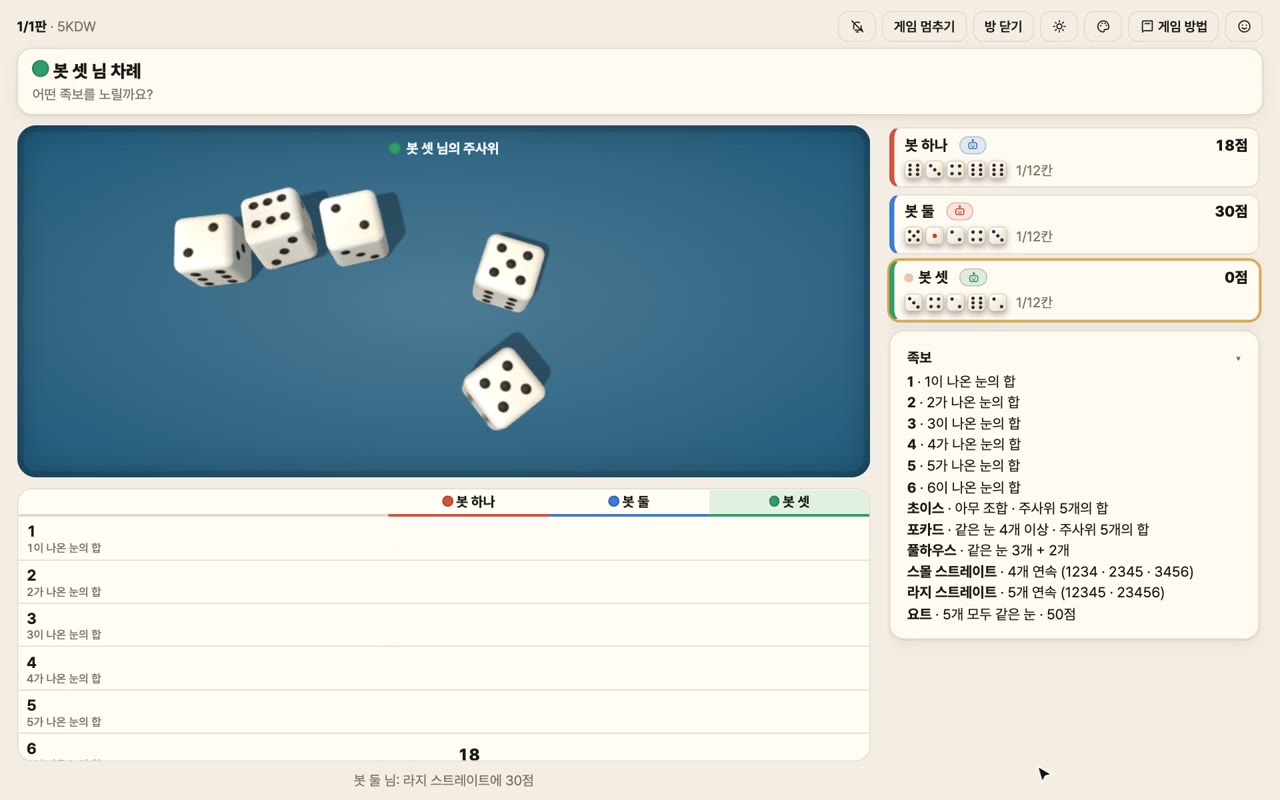 1/1판 · 5KDW
게임 멈추기
방 닫기
게임 방법
봇 셋 님 차례
어떤 족보를 노릴까요?
봇 셋 님의 주사위
봇 하나
18점
1/12칸
봇 둘
30점
1/12칸
봇 셋
0점
1/12칸
족보
1 · 1이 나온 눈의 합
2 · 2가 나온 눈의 합
3 · 3이 나온 눈의 합
4 · 4가 나온 눈의 합
5 · 5가 나온 눈의 합
6 · 6이 나온 눈의 합
초이스 · 아무 조합 · 주사위 5개의 합
포카드 · 같은 눈 4개 이상 · 주사위 5개의 합
풀하우스 · 같은 눈 3개 + 2개
스몰 스트레이트 · 4개 연속 (1234 · 2345 · 3456)
라지 스트레이트 · 5개 연속 (12345 · 23456)
요트 · 5개 모두 같은 눈 · 50점
봇 하나
봇 둘
봇 셋
1
1이 나온 눈의 합
2
2가 나온 눈의 합
3
3이 나온 눈의 합
4
4가 나온 눈의 합
5
5가 나온 눈의 합
6
18
봇 둘 님: 라지 스트레이트에 30점